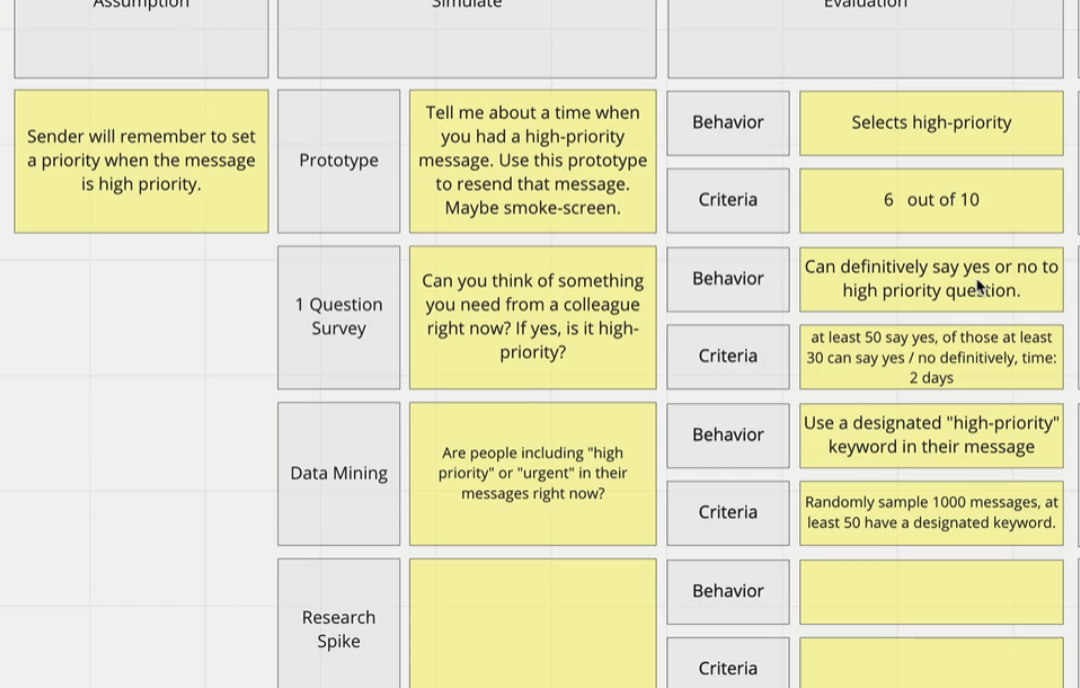 Assumption
Simulate
Evaluation
Sender will remember to set
a priority when the message
is high priority.
Prototype
Tell me about a time when
you had a high-priority
message. Use this prototype
to resend that message.
Maybe smoke-screen.
Behavior
Selects high-priority
Criteria
6 out of 10
1 Question
Survey
Can you think of something
you need from a colleague
right now? If yes, is it high-
priority?
Behavior
Can definitively say yes or no to
high priority question.
Criteria
at least 50 say yes, of those at least
30 can say yes / no definitively, time:
2 days
Data Mining
Are people including "high
priority" or "urgent" in their
messages right now?
Behavior
Use a designated "high-priority"
keyword in their message
Criteria
Randomly sample 1000 messages, at
least 50 have a designated keyword.
Research
Spike
Behavior
Criteria